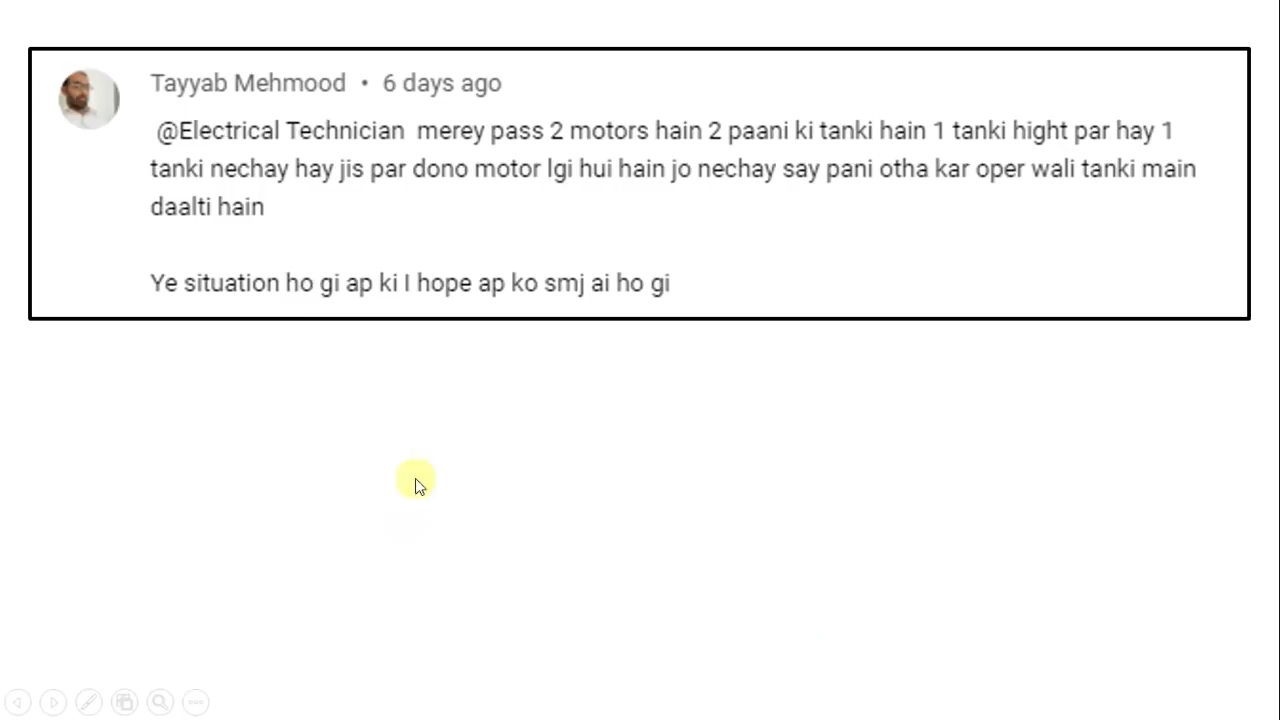 Tayyab Mehmood • 6 days ago
@Electrical Technician merey pass 2 motors hain 2 paani ki tanki hain 1 tanki hight par hay 1
tanki nechay hay jis par dono motor lgi hui hain jo nechay say pani otha kar oper wali tanki main
daalti hain
Ye situation ho gi ap ki I hope ap ko smj ai ho gi